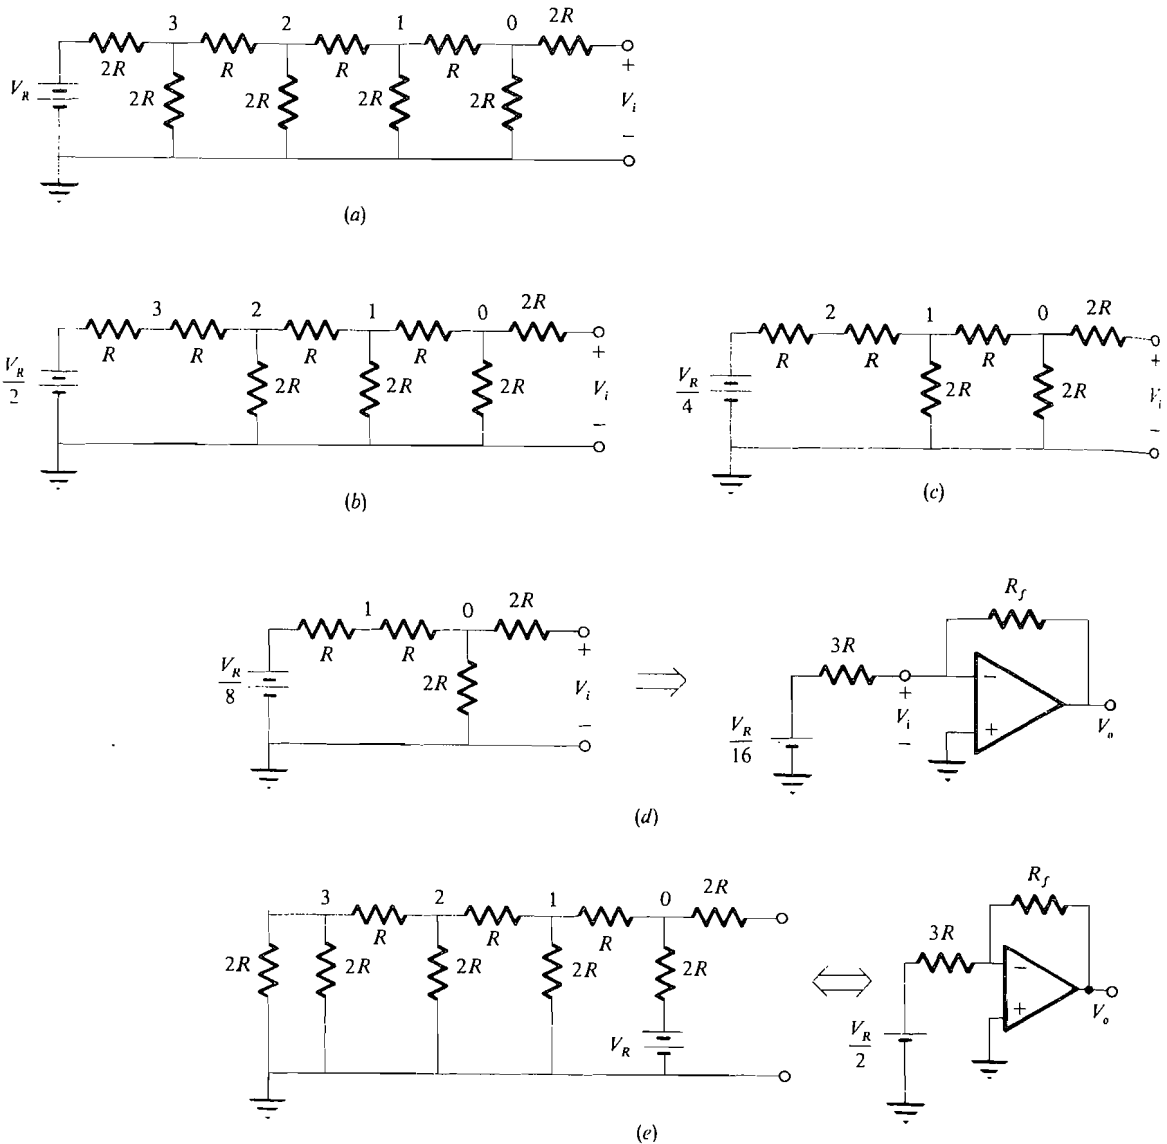 3 2 1 0 2R
2R R R R
V_R 2R 2R 2R 2R + V_i −
(a)
3 2 1 0 2R
R R R R
V_R/2 2R 2R 2R + V_i −
(b)
2 1 0 2R
R R R
V_R/4 2R 2R + V_i −
(c)
1 0 2R
R R
V_R/8 2R + V_i −
R_f
3R
V_R/16 + V_i − − + V_o
(d)
3 2 1 0 2R
R R R
2R 2R 2R 2R 2R
V_R
R_f
3R
V_R/2 − + V_o
(e)